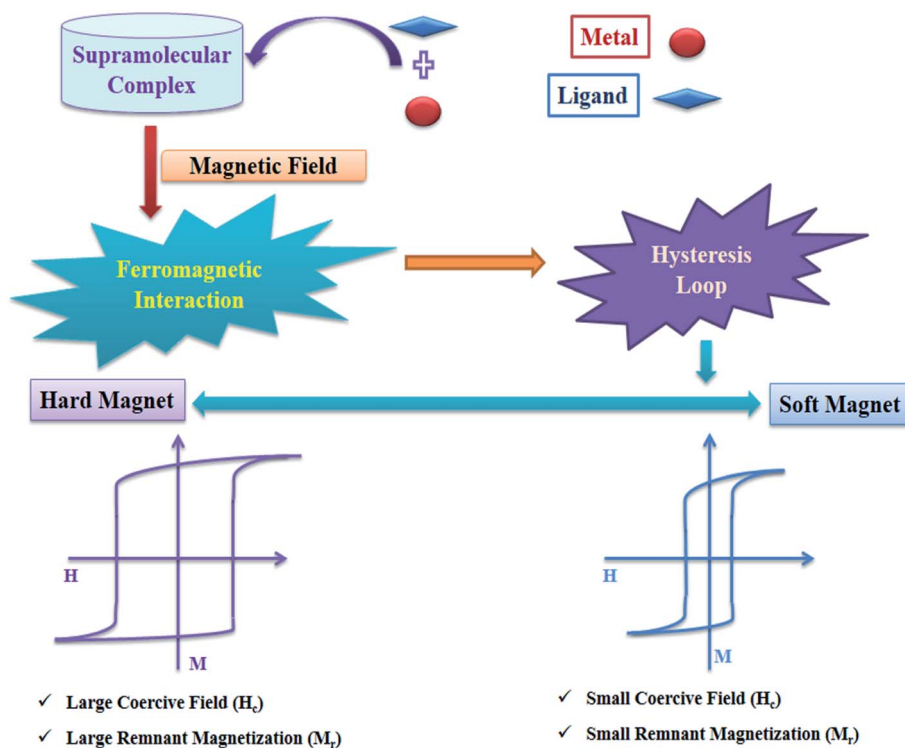 Supramolecular
Complex
Metal
Ligand
Magnetic Field
Ferromagnetic
Interaction
Hysteresis
Loop
Hard Magnet
Soft Magnet
H
M
H
M
✓ Large Coercive Field (Hc)
✓ Large Remnant Magnetization (Mr)
✓ Small Coercive Field (Hc)
✓ Small Remnant Magnetization (Mr)